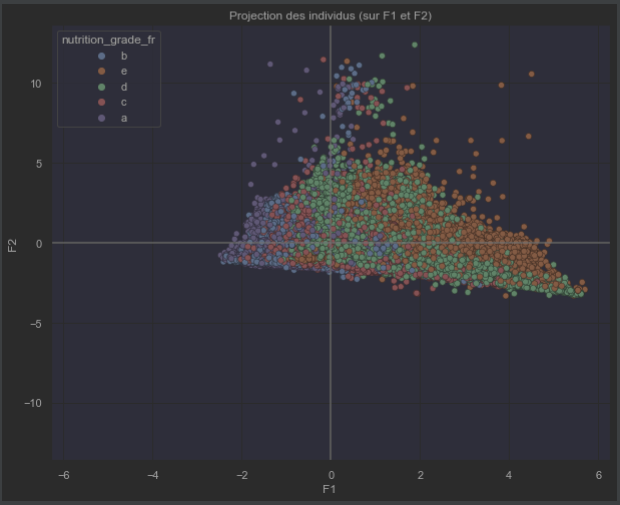 Projection des individus (sur F1 et F2)
nutrition_grade_fr
b
e
d
c
a
10
5
0
−5
−10
F2
−6
−4
−2
0
2
4
6
F1